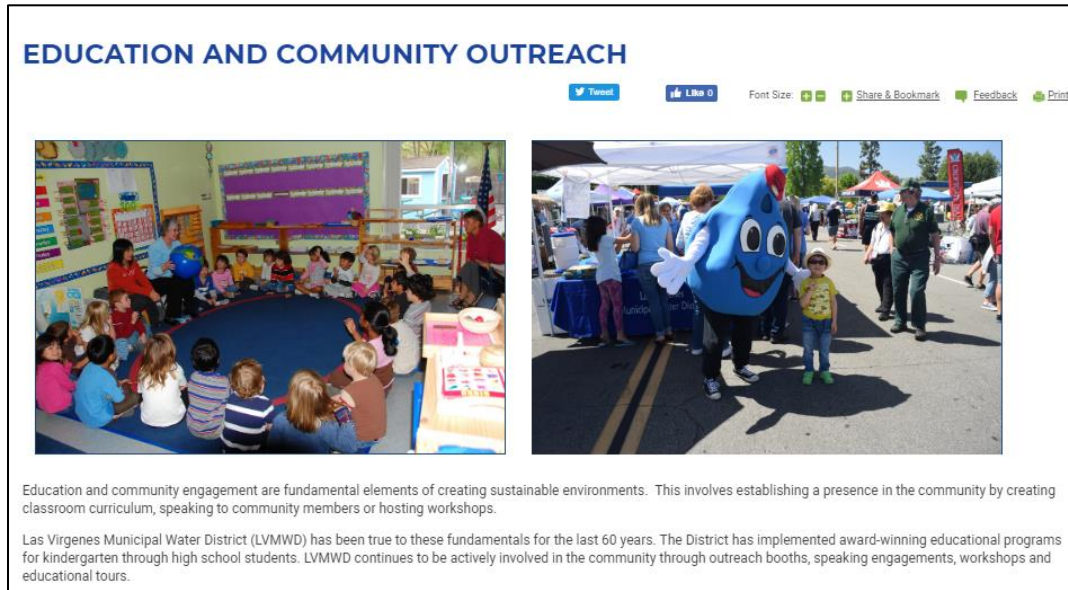 EDUCATION AND COMMUNITY OUTREACH
Tweet
Like 0
Font Size:
Share & Bookmark
Feedback
Print
Municipal Water District
Education and community engagement are fundamental elements of creating sustainable environments.  This involves establishing a presence in the community by creating
classroom curriculum, speaking to community members or hosting workshops.
Las Virgenes Municipal Water District (LVMWD) has been true to these fundamentals for the last 60 years. The District has implemented award-winning educational programs
for kindergarten through high school students. LVMWD continues to be actively involved in the community through outreach booths, speaking engagements, workshops and
educational tours.